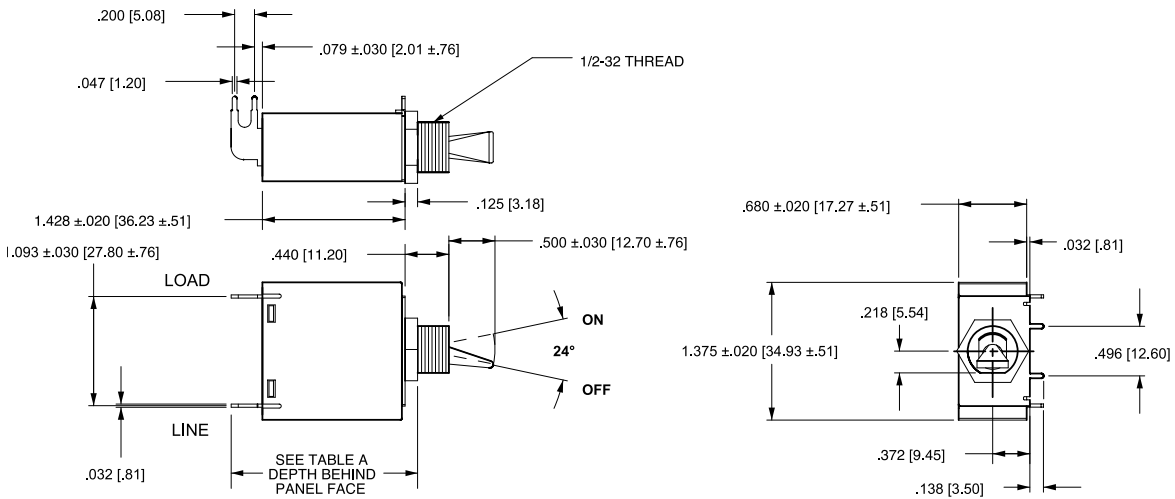 .200 [5.08]
.079 ±.030 [2.01 ±.76]
1/2-32 THREAD
.047 [1.20]
.125 [3.18]
1.428 ±.020 [36.23 ±.51]
.680 ±.020 [17.27 ±.51]
1.093 ±.030 [27.80 ±.76]
.440 [11.20]
.500 ±.030 [12.70 ±.76]
.032 [.81]
LOAD
ON
.218 [5.54]
24°
1.375 ±.020 [34.93 ±.51]
.496 [12.60]
OFF
LINE
.372 [9.45]
SEE TABLE A
DEPTH BEHIND
PANEL FACE
.032 [.81]
.138 [3.50]